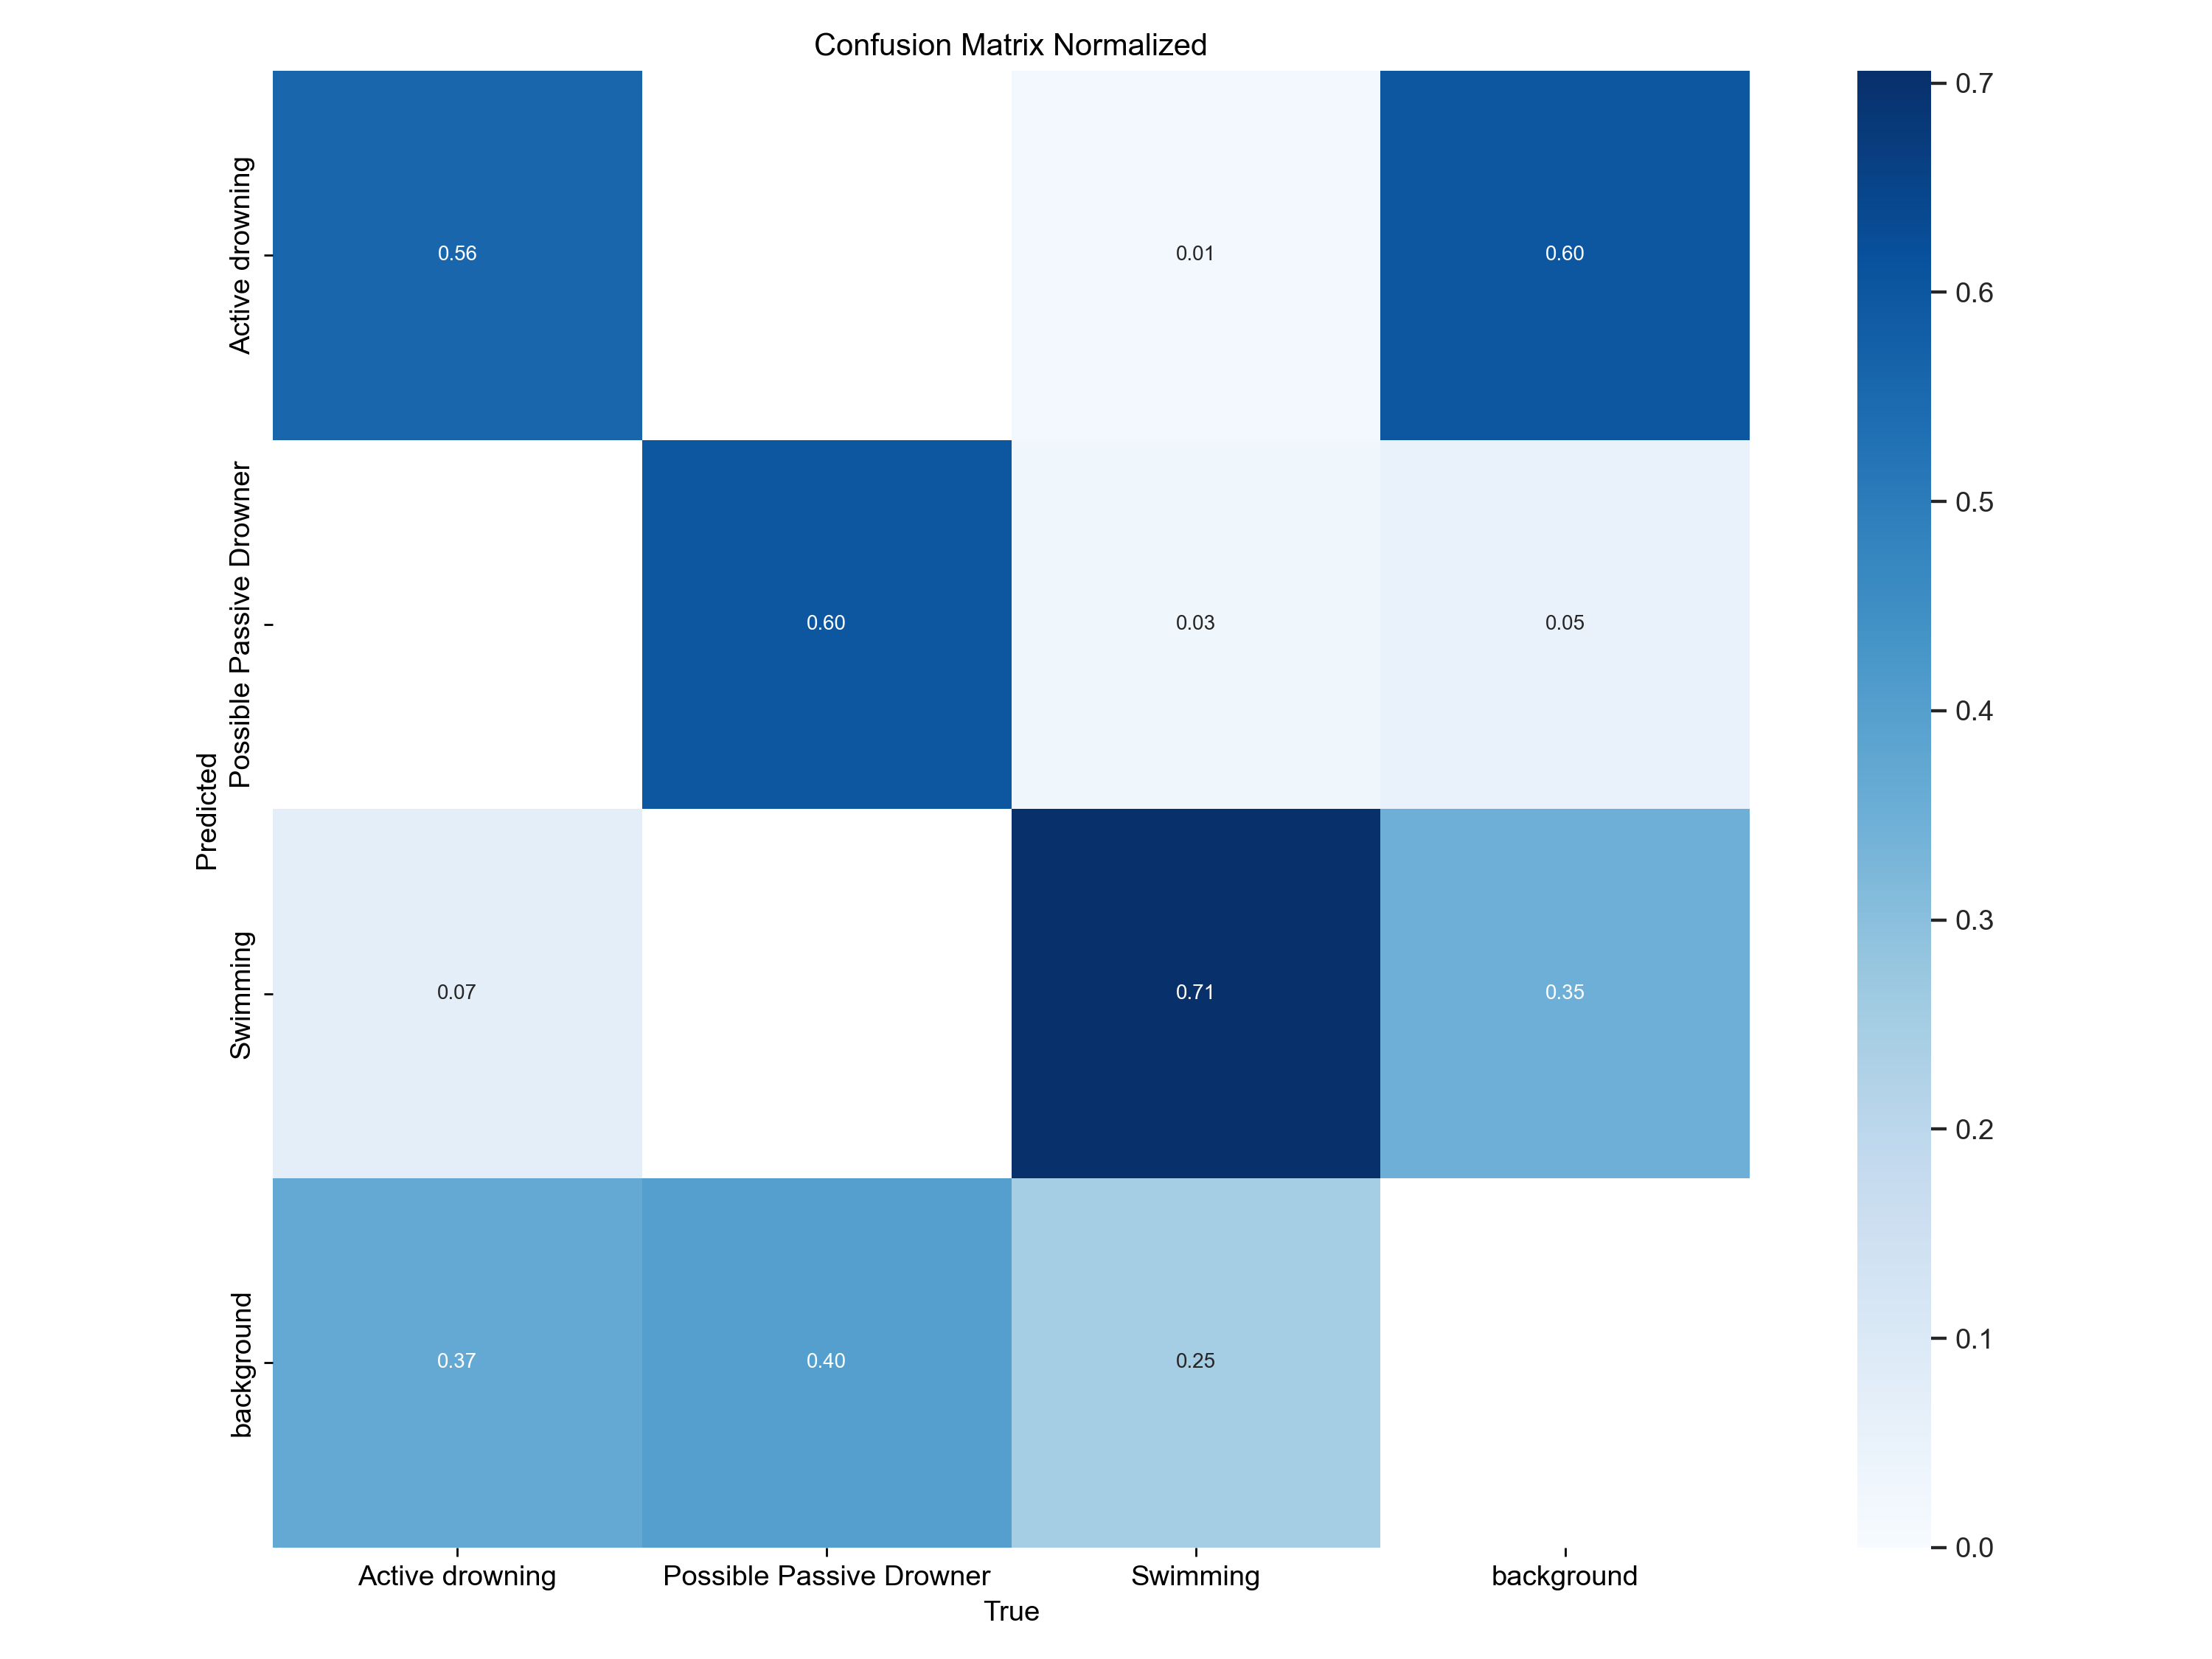 Confusion Matrix Normalized
Predicted
Active drowning
Possible Passive Drowner
Swimming
background
0.56
0.01
0.60
0.60
0.03
0.05
0.07
0.71
0.35
0.37
0.40
0.25
Active drowning
Possible Passive Drowner
Swimming
background
True
0.7
0.6
0.5
0.4
0.3
0.2
0.1
0.0